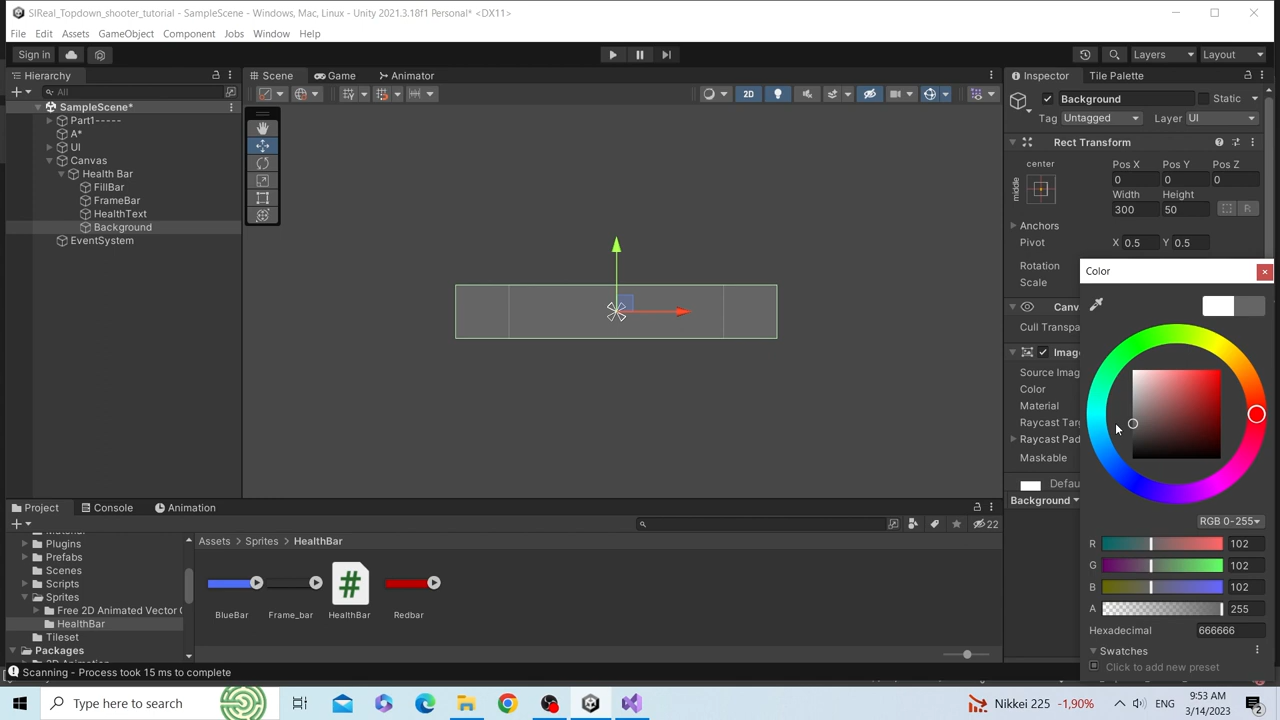 SIReal_Topdown_shooter_tutorial - SampleScene - Windows, Mac, Linux - Unity 2021.3.18f1 Personal* <DX11>
File Edit Assets GameObject Component Jobs Window Help
Sign in Layers Layout
Hierarchy Scene Game Animator Inspector Tile Palette
All
2D
SampleScene*
Part1-----
A*
UI
Canvas
Health Bar
FillBar
FrameBar
HealthText
Background
EventSystem
Background Static
Tag Untagged Layer UI
Rect Transform
center Pos X Pos Y Pos Z
middle
0 0 0
Width Height
300 50 R
Anchors
Pivot X 0.5 Y 0.5
Rotation
Scale
Canv
Cull Transpa
Imag
Source Imag
Color
Material
Raycast Tar
Raycast Pad
Maskable
Defau
Background
Color
RGB 0-255
R 102
G 102
B 102
A 255
Hexadecimal 666666
Swatches
Click to add new preset
Project Console Animation
22
Plugins
Prefabs
Scenes
Scripts
Sprites
Free 2D Animated Vector
HealthBar
Tileset
Packages
Assets Sprites HealthBar
#
BlueBar Frame_bar HealthBar Redbar
Scanning - Process took 15 ms to complete
Type here to search
Nikkei 225 -1,90% ENG 9:53 AM
3/14/2023
2